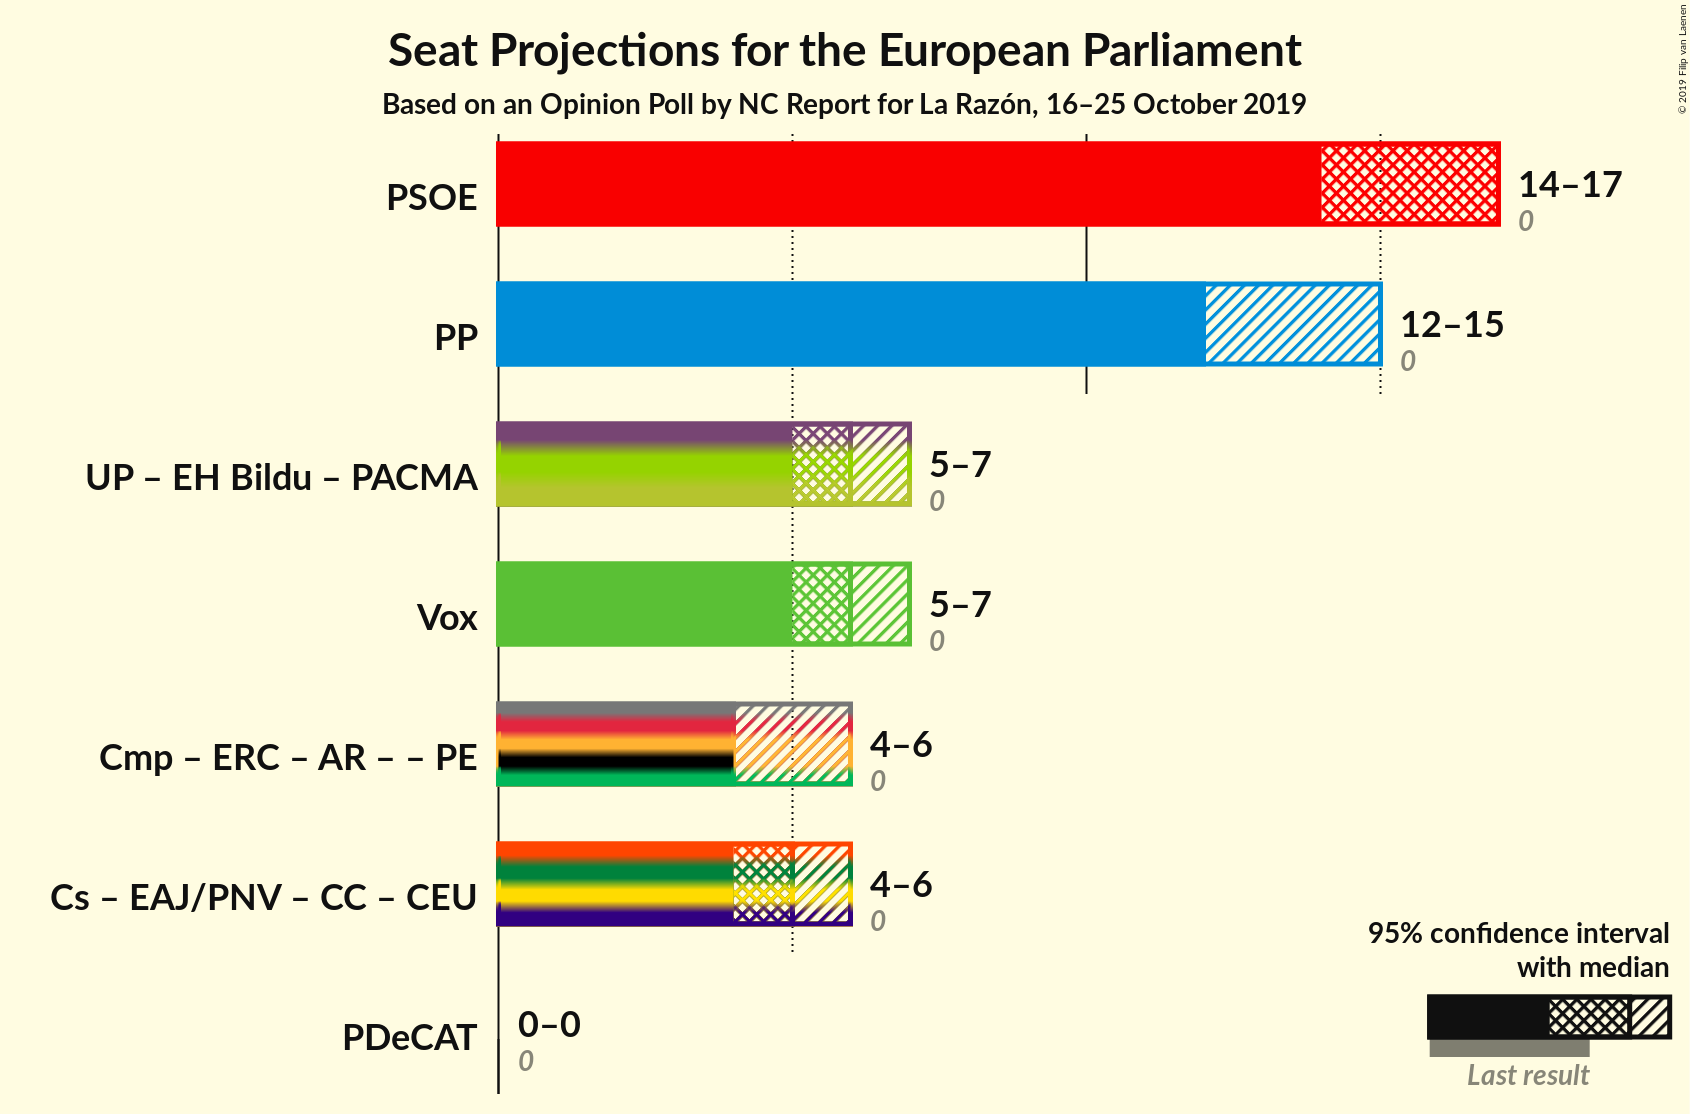 Seat Projections for the European Parliament
Based on an Opinion Poll by NC Report for La Razón, 16–25 October 2019
© 2019 Filip van Laenen
PSOE
14–17
0
PP
12–15
0
UP – EH Bildu – PACMA
5–7
0
Vox
5–7
0
Cmp – ERC – AR – – PE
4–6
0
Cs – EAJ/PNV – CC – CEU
4–6
0
PDeCAT
0–0
0
95% confidence interval
with median
Last result